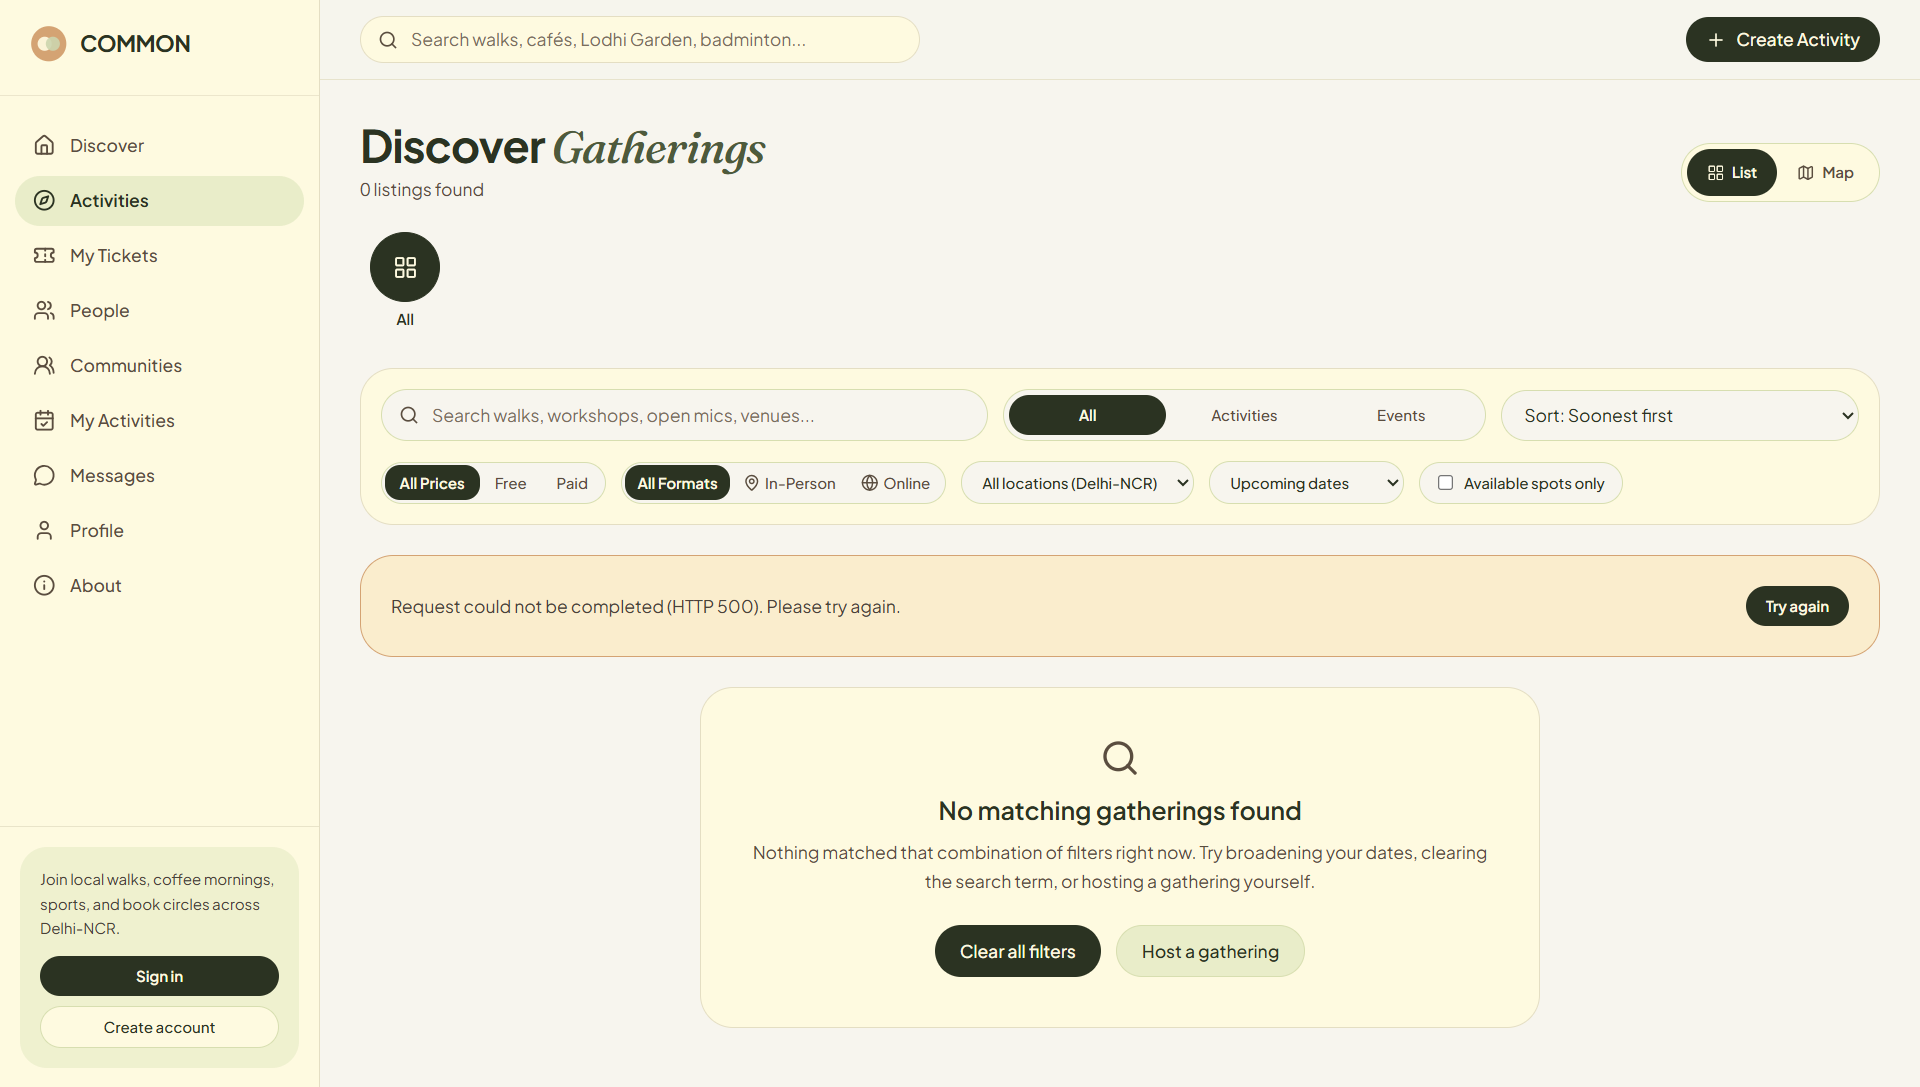 COMMON
Search walks, cafés, Lodhi Garden, badminton...
Create Activity
Discover
Activities
My Tickets
People
Communities
My Activities
Messages
Profile
About
Join local walks, coffee mornings,
sports, and book circles across
Delhi-NCR.
Sign in
Create account
Discover Gatherings
0 listings found
List
Map
All
Search walks, workshops, open mics, venues...
All
Activities
Events
Sort: Soonest first
All Prices
Free
Paid
All Formats
In-Person
Online
All locations (Delhi-NCR)
Upcoming dates
Available spots only
Request could not be completed (HTTP 500). Please try again.
Try again
No matching gatherings found
Nothing matched that combination of filters right now. Try broadening your dates, clearing
the search term, or hosting a gathering yourself.
Clear all filters
Host a gathering